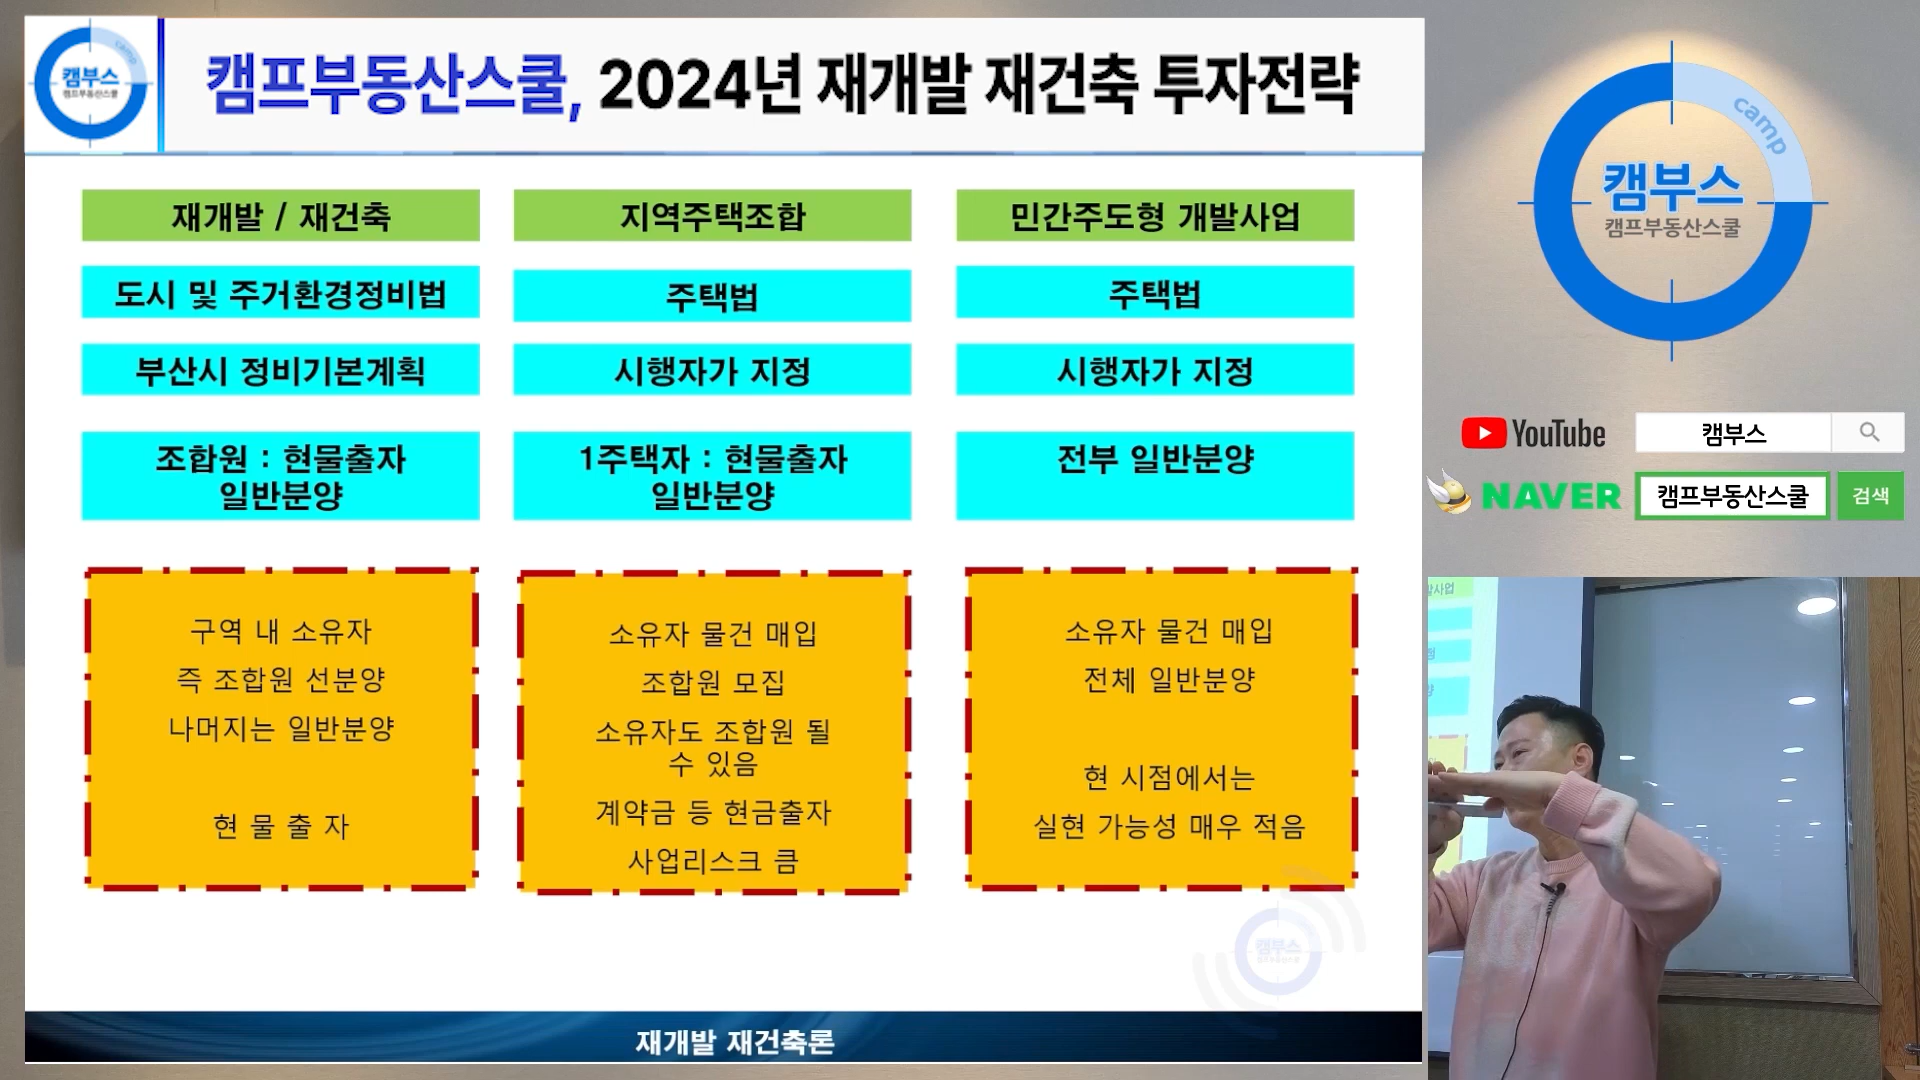 캠부스
캠프부동산스쿨
camp
캠프부동산스쿨, 2024년 재개발 재건축 투자전략
재개발 / 재건축
도시 및 주거환경정비법
부산시 정비기본계획
조합원 : 현물출자
일반분양
구역 내 소유자
즉 조합원 선분양
나머지는 일반분양
현 물 출 자
지역주택조합
주택법
시행자가 지정
1주택자 : 현물출자
일반분양
소유자 물건 매입
조합원 모집
소유자도 조합원 될
수 있음
계약금 등 현금출자
사업리스크 큼
민간주도형 개발사업
주택법
시행자가 지정
전부 일반분양
소유자 물건 매입
전체 일반분양
현 시점에서는
실현 가능성 매우 적음
캠부스
재개발 재건축론
camp
캠부스
캠프부동산스쿨
YouTube 캠부스
NAVER 캠프부동산스쿨 검색